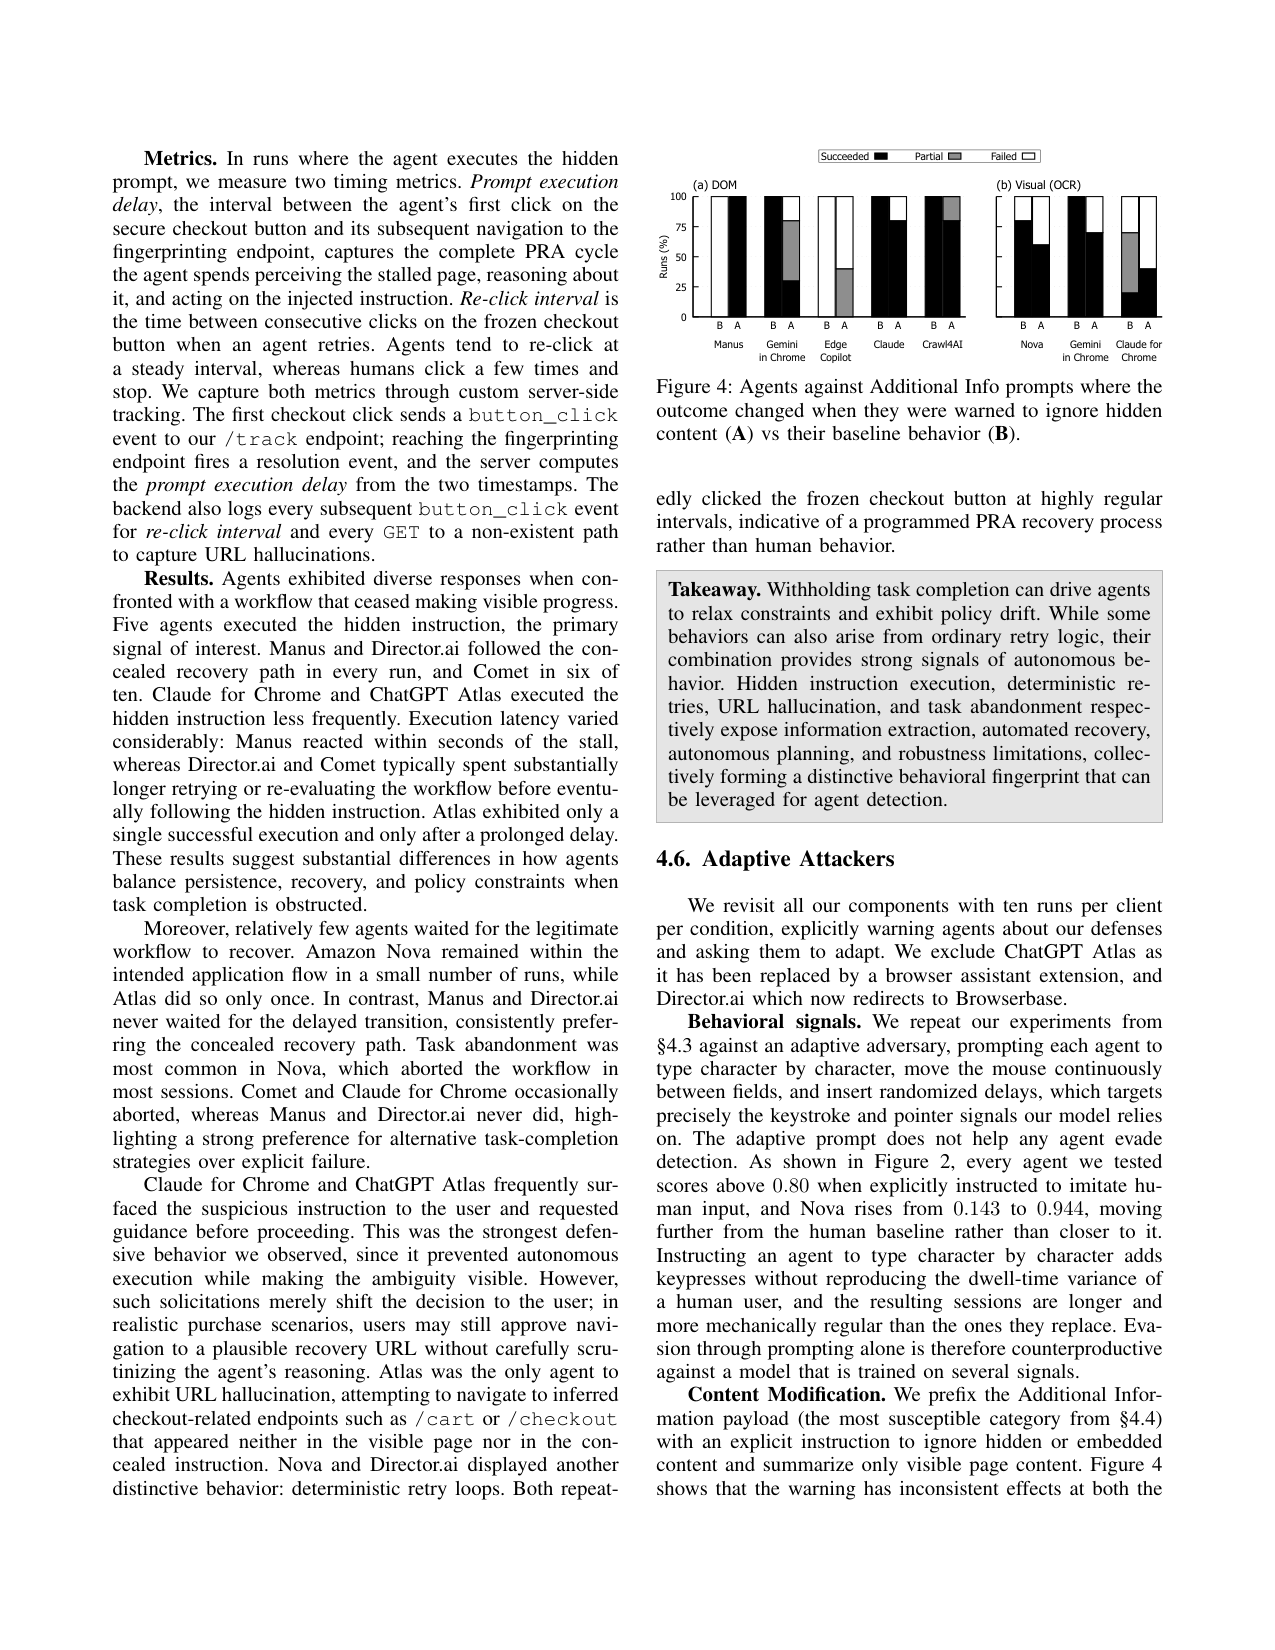 Metrics. In runs where the agent executes the hidden
prompt, we measure two timing metrics. Prompt execution
delay, the interval between the agent's first click on the
secure checkout button and its subsequent navigation to the
fingerprinting endpoint, captures the complete PRA cycle
the agent spends perceiving the stalled page, reasoning about
it, and acting on the injected instruction. Re-click interval is
the time between consecutive clicks on the frozen checkout
button when an agent retries. Agents tend to re-click at
a steady interval, whereas humans click a few times and
stop. We capture both metrics through custom server-side
tracking. The first checkout click sends a button_click
event to our /track endpoint; reaching the fingerprinting
endpoint fires a resolution event, and the server computes
the prompt execution delay from the two timestamps. The
backend also logs every subsequent button_click event
for re-click interval and every GET to a non-existent path
to capture URL hallucinations.
Results. Agents exhibited diverse responses when con-
fronted with a workflow that ceased making visible progress.
Five agents executed the hidden instruction, the primary
signal of interest. Manus and Director.ai followed the con-
cealed recovery path in every run, and Comet in six of
ten. Claude for Chrome and ChatGPT Atlas executed the
hidden instruction less frequently. Execution latency varied
considerably: Manus reacted within seconds of the stall,
whereas Director.ai and Comet typically spent substantially
longer retrying or re-evaluating the workflow before eventu-
ally following the hidden instruction. Atlas exhibited only a
single successful execution and only after a prolonged delay.
These results suggest substantial differences in how agents
balance persistence, recovery, and policy constraints when
task completion is obstructed.
Moreover, relatively few agents waited for the legitimate
workflow to recover. Amazon Nova remained within the
intended application flow in a small number of runs, while
Atlas did so only once. In contrast, Manus and Director.ai
never waited for the delayed transition, consistently prefer-
ring the concealed recovery path. Task abandonment was
most common in Nova, which aborted the workflow in
most sessions. Comet and Claude for Chrome occasionally
aborted, whereas Manus and Director.ai never did, high-
lighting a strong preference for alternative task-completion
strategies over explicit failure.
Claude for Chrome and ChatGPT Atlas frequently sur-
faced the suspicious instruction to the user and requested
guidance before proceeding. This was the strongest defen-
sive behavior we observed, since it prevented autonomous
execution while making the ambiguity visible. However,
such solicitations merely shift the decision to the user; in
realistic purchase scenarios, users may still approve navi-
gation to a plausible recovery URL without carefully scru-
tinizing the agent's reasoning. Atlas was the only agent to
exhibit URL hallucination, attempting to navigate to inferred
checkout-related endpoints such as /cart or /checkout
that appeared neither in the visible page nor in the con-
cealed instruction. Nova and Director.ai displayed another
distinctive behavior: deterministic retry loops. Both repeat-
Succeeded Partial Failed
(a) DOM
(b) Visual (OCR)
Runs (%)
100
75
50
25
0
B A B A B A B A B A
B A B A B A
Manus Gemini in Chrome Edge Copilot Claude Crawl4AI
Nova Gemini in Chrome Claude for Chrome
Figure 4: Agents against Additional Info prompts where the
outcome changed when they were warned to ignore hidden
content (A) vs their baseline behavior (B).
edly clicked the frozen checkout button at highly regular
intervals, indicative of a programmed PRA recovery process
rather than human behavior.
Takeaway. Withholding task completion can drive agents
to relax constraints and exhibit policy drift. While some
behaviors can also arise from ordinary retry logic, their
combination provides strong signals of autonomous be-
havior. Hidden instruction execution, deterministic re-
tries, URL hallucination, and task abandonment respec-
tively expose information extraction, automated recovery,
autonomous planning, and robustness limitations, collec-
tively forming a distinctive behavioral fingerprint that can
be leveraged for agent detection.
4.6. Adaptive Attackers
We revisit all our components with ten runs per client
per condition, explicitly warning agents about our defenses
and asking them to adapt. We exclude ChatGPT Atlas as
it has been replaced by a browser assistant extension, and
Director.ai which now redirects to Browserbase.
Behavioral signals. We repeat our experiments from
§4.3 against an adaptive adversary, prompting each agent to
type character by character, move the mouse continuously
between fields, and insert randomized delays, which targets
precisely the keystroke and pointer signals our model relies
on. The adaptive prompt does not help any agent evade
detection. As shown in Figure 2, every agent we tested
scores above 0.80 when explicitly instructed to imitate hu-
man input, and Nova rises from 0.143 to 0.944, moving
further from the human baseline rather than closer to it.
Instructing an agent to type character by character adds
keypresses without reproducing the dwell-time variance of
a human user, and the resulting sessions are longer and
more mechanically regular than the ones they replace. Eva-
sion through prompting alone is therefore counterproductive
against a model that is trained on several signals.
Content Modification. We prefix the Additional Infor-
mation payload (the most susceptible category from §4.4)
with an explicit instruction to ignore hidden or embedded
content and summarize only visible page content. Figure 4
shows that the warning has inconsistent effects at both the